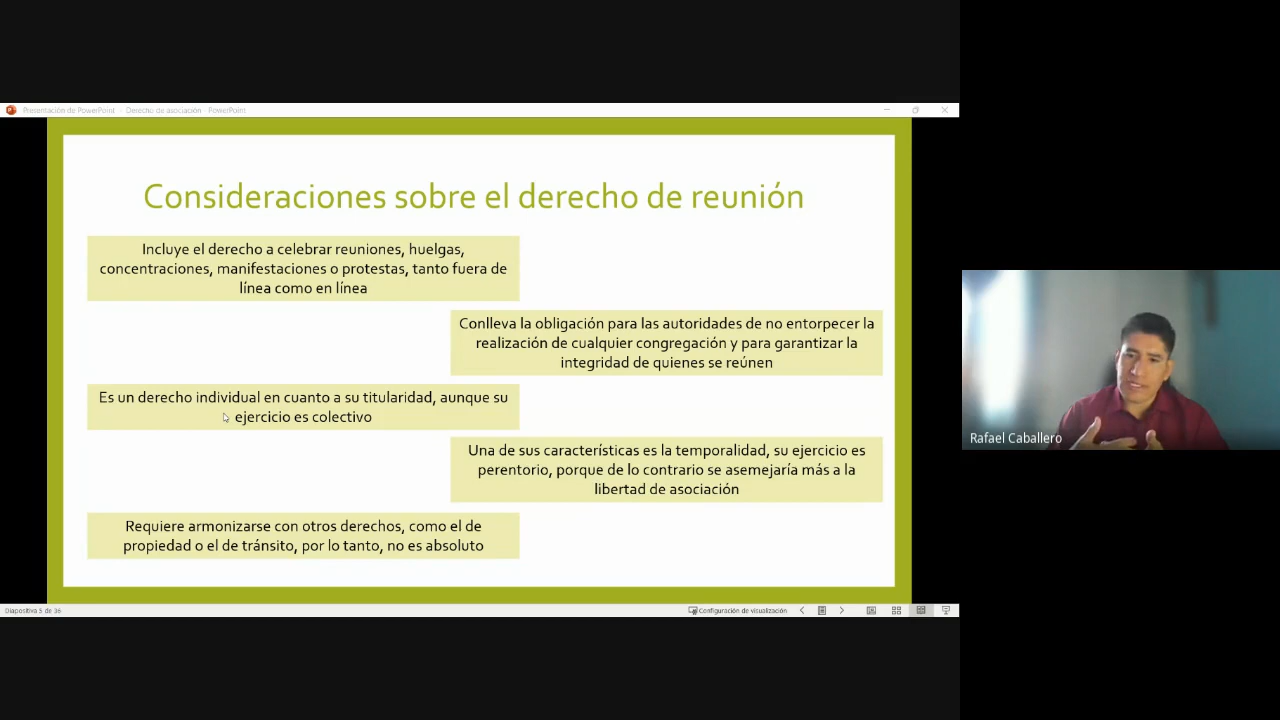 Presentación de PowerPoint - Derecho de asociación - PowerPoint
Consideraciones sobre el derecho de reunión
Incluye el derecho a celebrar reuniones, huelgas,
concentraciones, manifestaciones o protestas, tanto fuera de
línea como en línea
Conlleva la obligación para las autoridades de no entorpecer la
realización de cualquier congregación y para garantizar la
integridad de quienes se reúnen
Es un derecho individual en cuanto a su titularidad, aunque su
ejercicio es colectivo
Una de sus características es la temporalidad, su ejercicio es
perentorio, porque de lo contrario se asemejaría más a la
libertad de asociación
Requiere armonizarse con otros derechos, como el de
propiedad o el de tránsito, por lo tanto, no es absoluto
Rafael Caballero
Diapositiva 5 de 36
Configuración de visualización